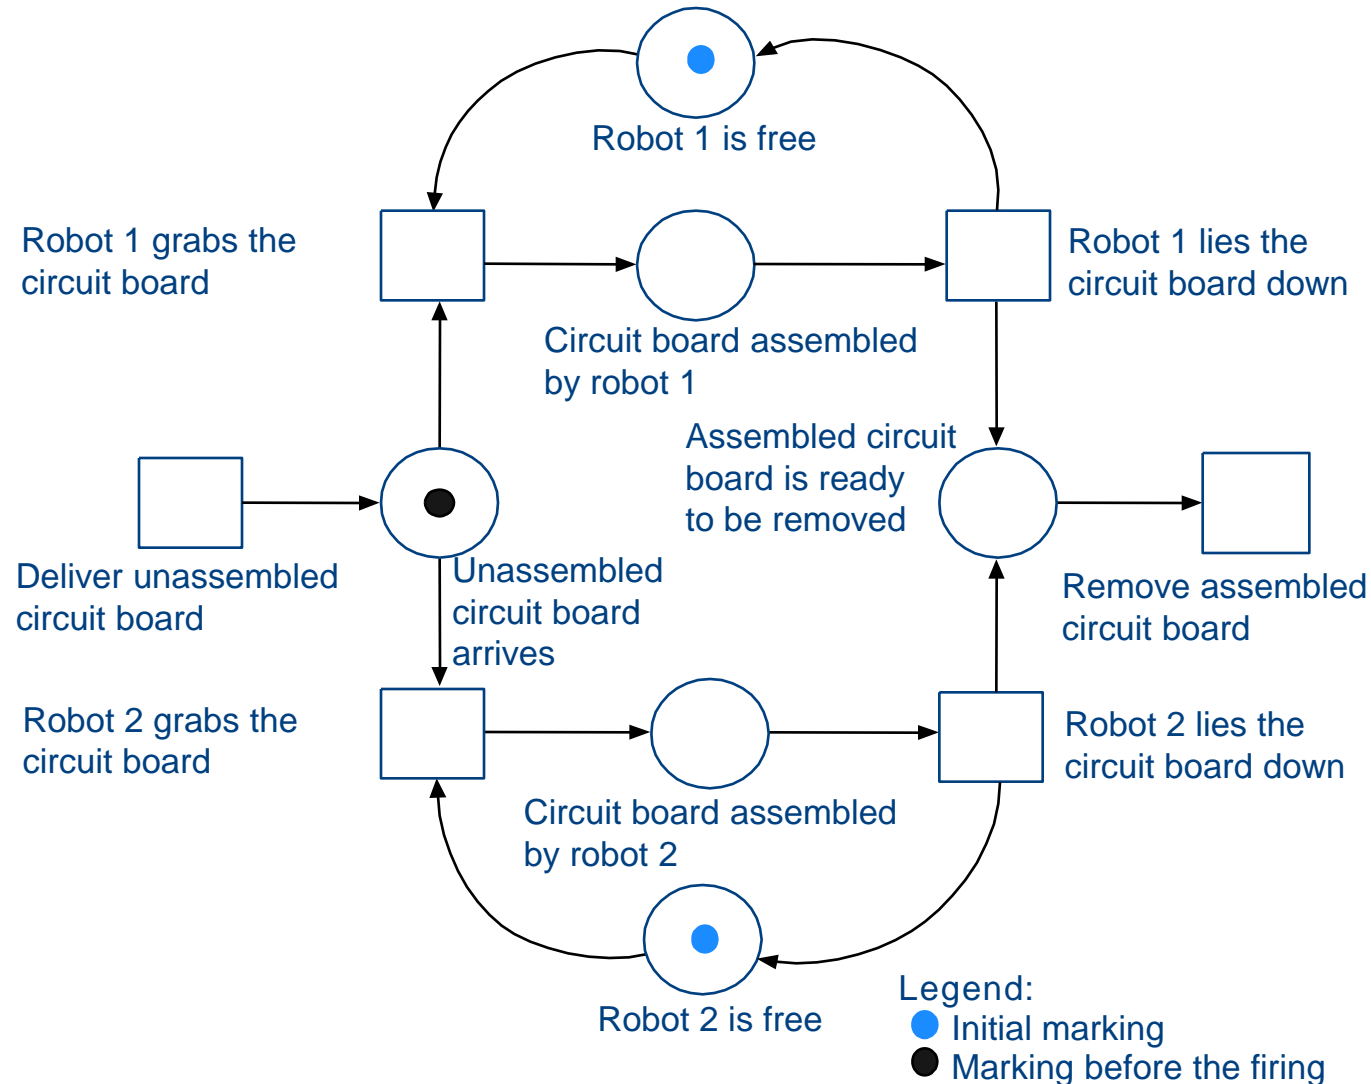 Robot 1 is free
Robot 1 grabs the
circuit board
Robot 1 lies the
circuit board down
Circuit board assembled
by robot 1
Assembled circuit
board is ready
to be removed
Deliver unassembled
circuit board
Unassembled
circuit board
arrives
Remove assembled
circuit board
Robot 2 grabs the
circuit board
Robot 2 lies the
circuit board down
Circuit board assembled
by robot 2
Robot 2 is free
Legend:
Initial marking
Marking before the firing